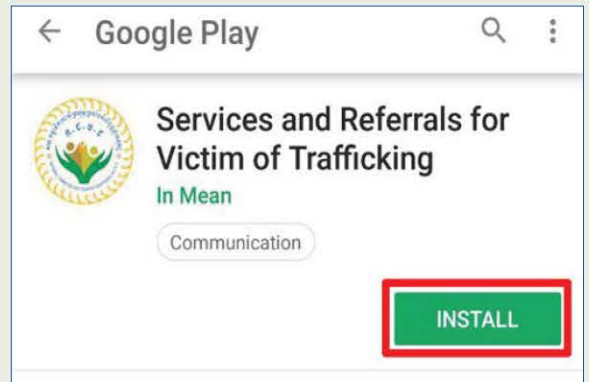 Google Play
Services and Referrals for
Victim of Trafficking
In Mean
Communication
INSTALL